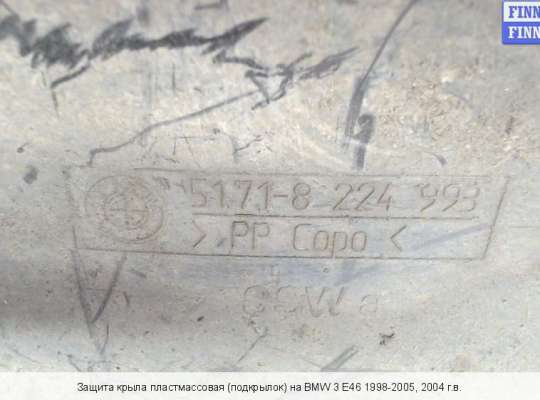 FINN
FINN
51.71-8 224 993
> PP Copo <
Защита крыла пластмассовая (подкрылок) на BMW 3 E46 1998-2005, 2004 г.в.